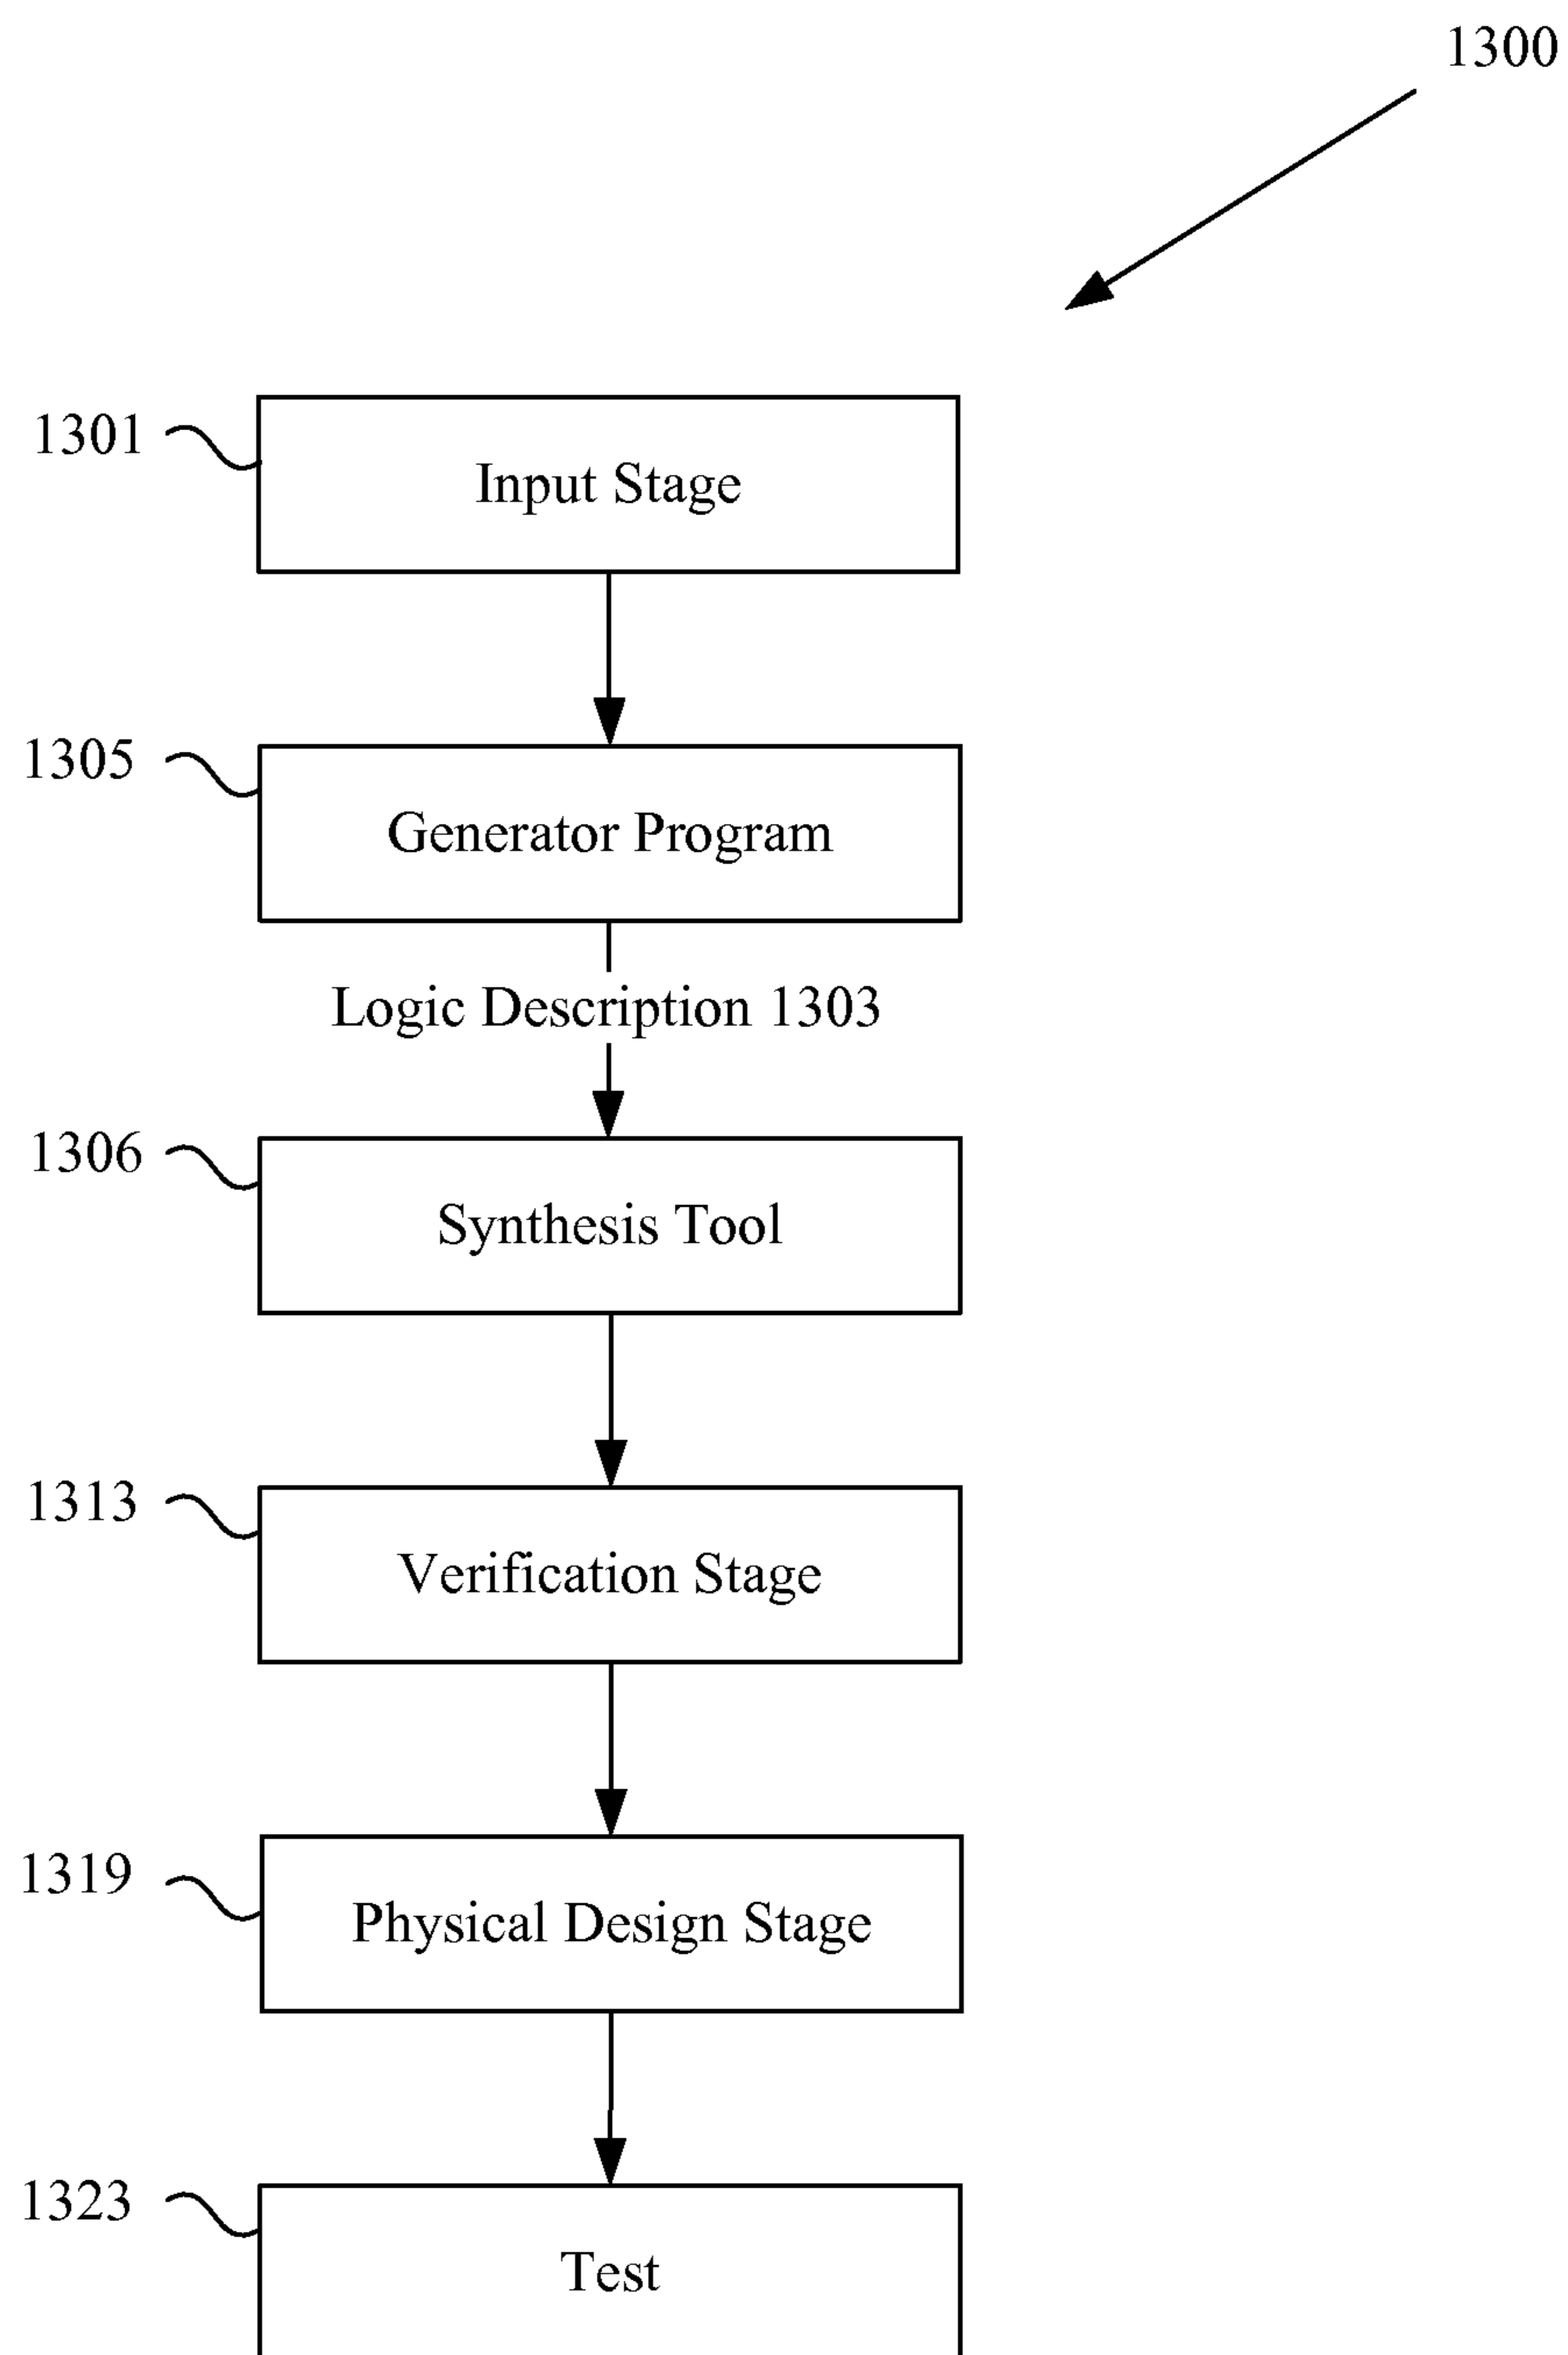 1300
1301
Input Stage
1305
Generator Program
Logic Description 1303
1306
Synthesis Tool
1313
Verification Stage
1319
Physical Design Stage
1323
Test